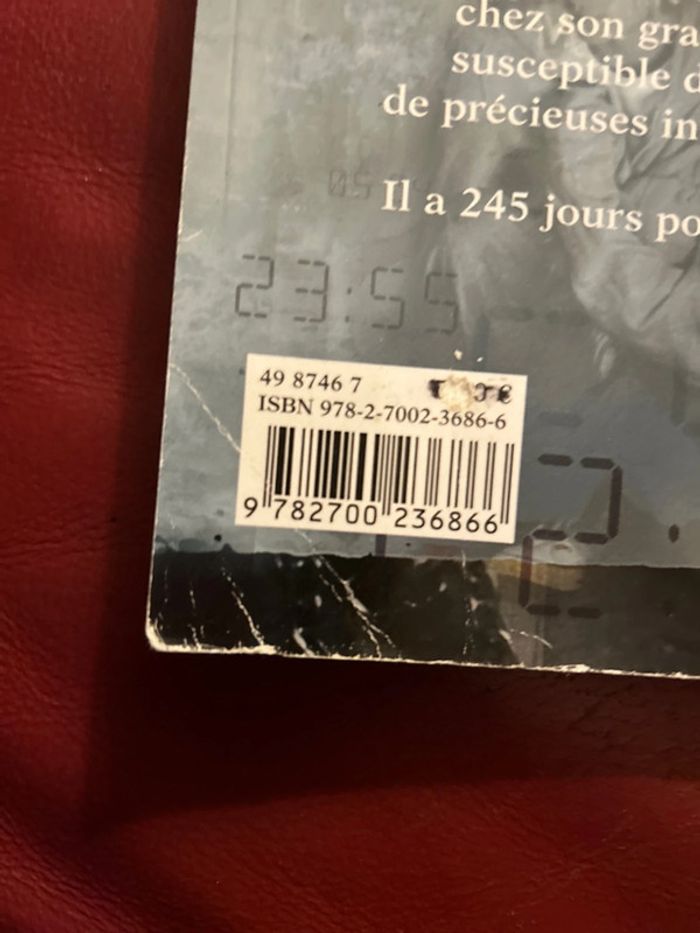 chez son gra
susceptible d
de précieuses in
05
Il a 245 jours po
23:55
49 8746 7
ISBN 978-2-7002-3686-6
9 782700 236866